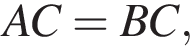 AC = BC,